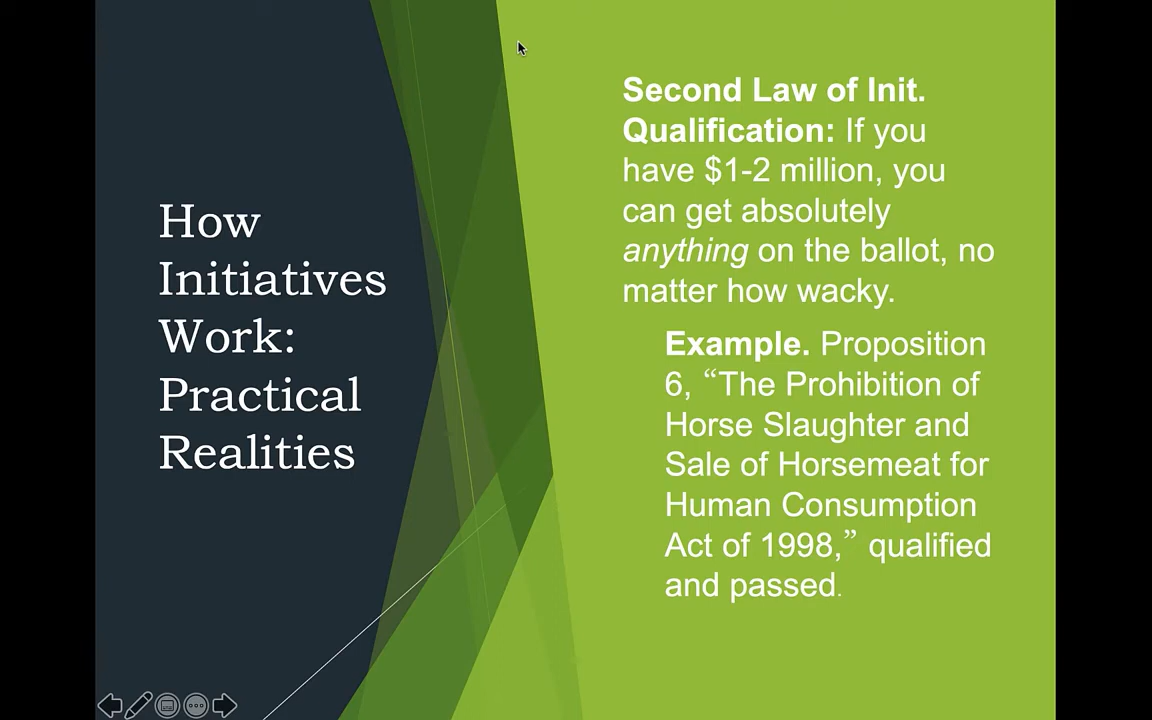 How
Initiatives
Work:
Practical
Realities
Second Law of Init.
Qualification: If you
have $1-2 million, you
can get absolutely
anything on the ballot, no
matter how wacky.
Example. Proposition
6, “The Prohibition of
Horse Slaughter and
Sale of Horsemeat for
Human Consumption
Act of 1998,” qualified
and passed.